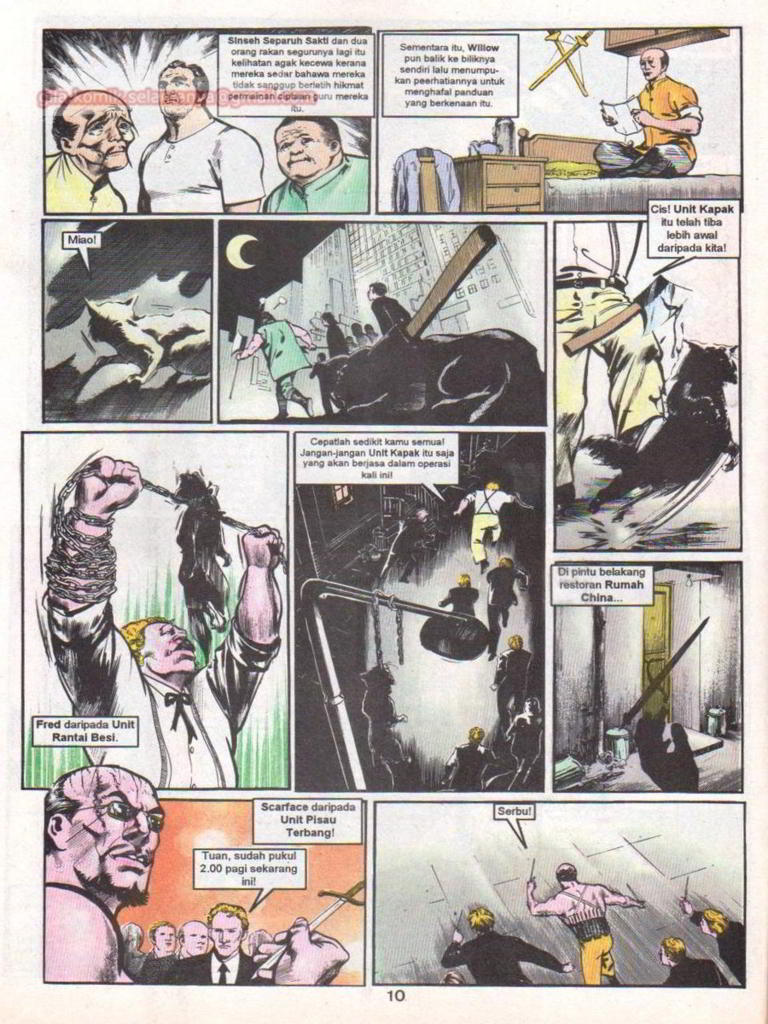 Sinseh Separuh Sakti dan dua
orang rakan segurunya lagi itu
kelihatan agak kecewa kerana
mereka sedar bahawa mereka
tidak sanggup berlatih hikmat
permainan ciptaan guru mereka
itu.
Sementara itu, Willow
pun balik ke biliknya
sendiri lalu menumpu-
kan peerhatiannya untuk
menghafal panduan
yang berkenaan itu.
Miao!
Cis! Unit Kapak
itu telah tiba
lebih awal
daripada kita!
Fred daripada Unit
Rantai Besi.
Cepatlah sedikit kamu semua!
Jangan-jangan Unit Kapak itu saja
yang akan berjasa dalam operasi
kali ini!
Di pintu belakang
restoran Rumah
China...
Scarface daripada
Unit Pisau
Terbang!
Tuan, sudah pukul
2.00 pagi sekarang
ini!
Serbu!
10